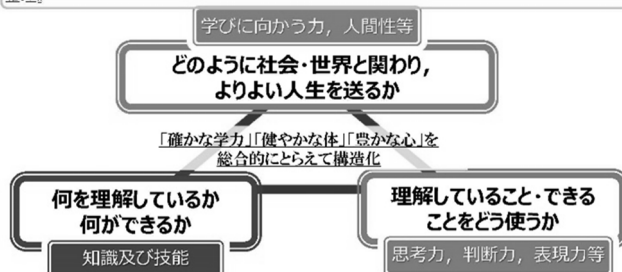 学びに向かう力，人間性等
どのように社会・世界と関わり，
よりよい人生を送るか
「確かな学力」「健やかな体」「豊かな心」を
総合的にとらえて構造化
何を理解しているか
何ができるか
知識及び技能
理解していること・できる
ことをどう使うか
思考力，判断力，表現力等